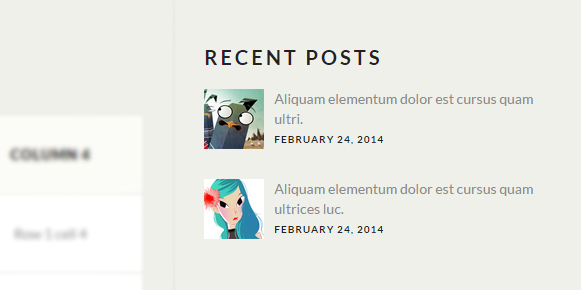 RECENT POSTS
Aliquam elementum dolor est cursus quam
ultri.
FEBRUARY 24, 2014
COLUMN 4
Aliquam elementum dolor est cursus quam
ultrices luc.
FEBRUARY 24, 2014
Row 1 cell 4